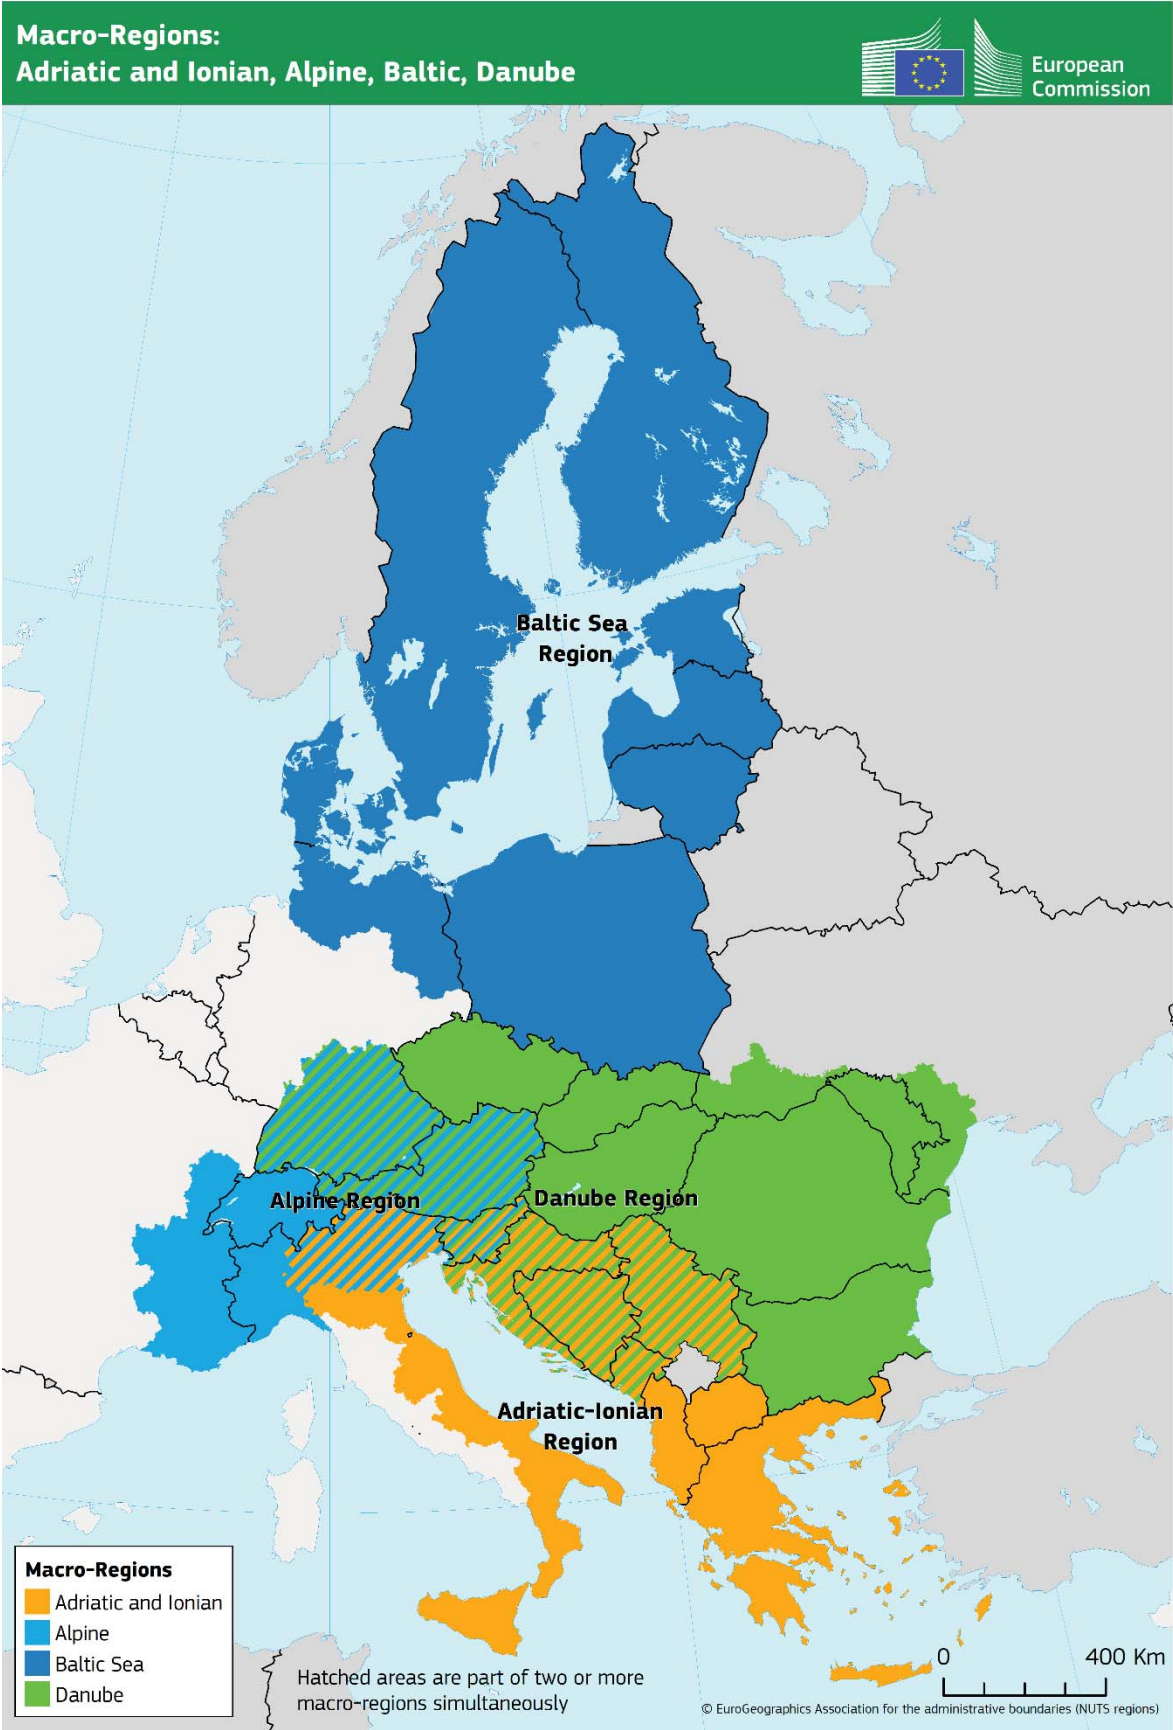 Macro-Regions:
Adriatic and Ionian, Alpine, Baltic, Danube
European
Commission
Baltic Sea
Region
Alpine Region
Danube Region
Adriatic-Ionian
Region
Macro-Regions
Adriatic and Ionian
Alpine
Baltic Sea
Danube
Hatched areas are part of two or more
macro-regions simultaneously
0 400 Km
© EuroGeographics Association for the administrative boundaries (NUTS regions)